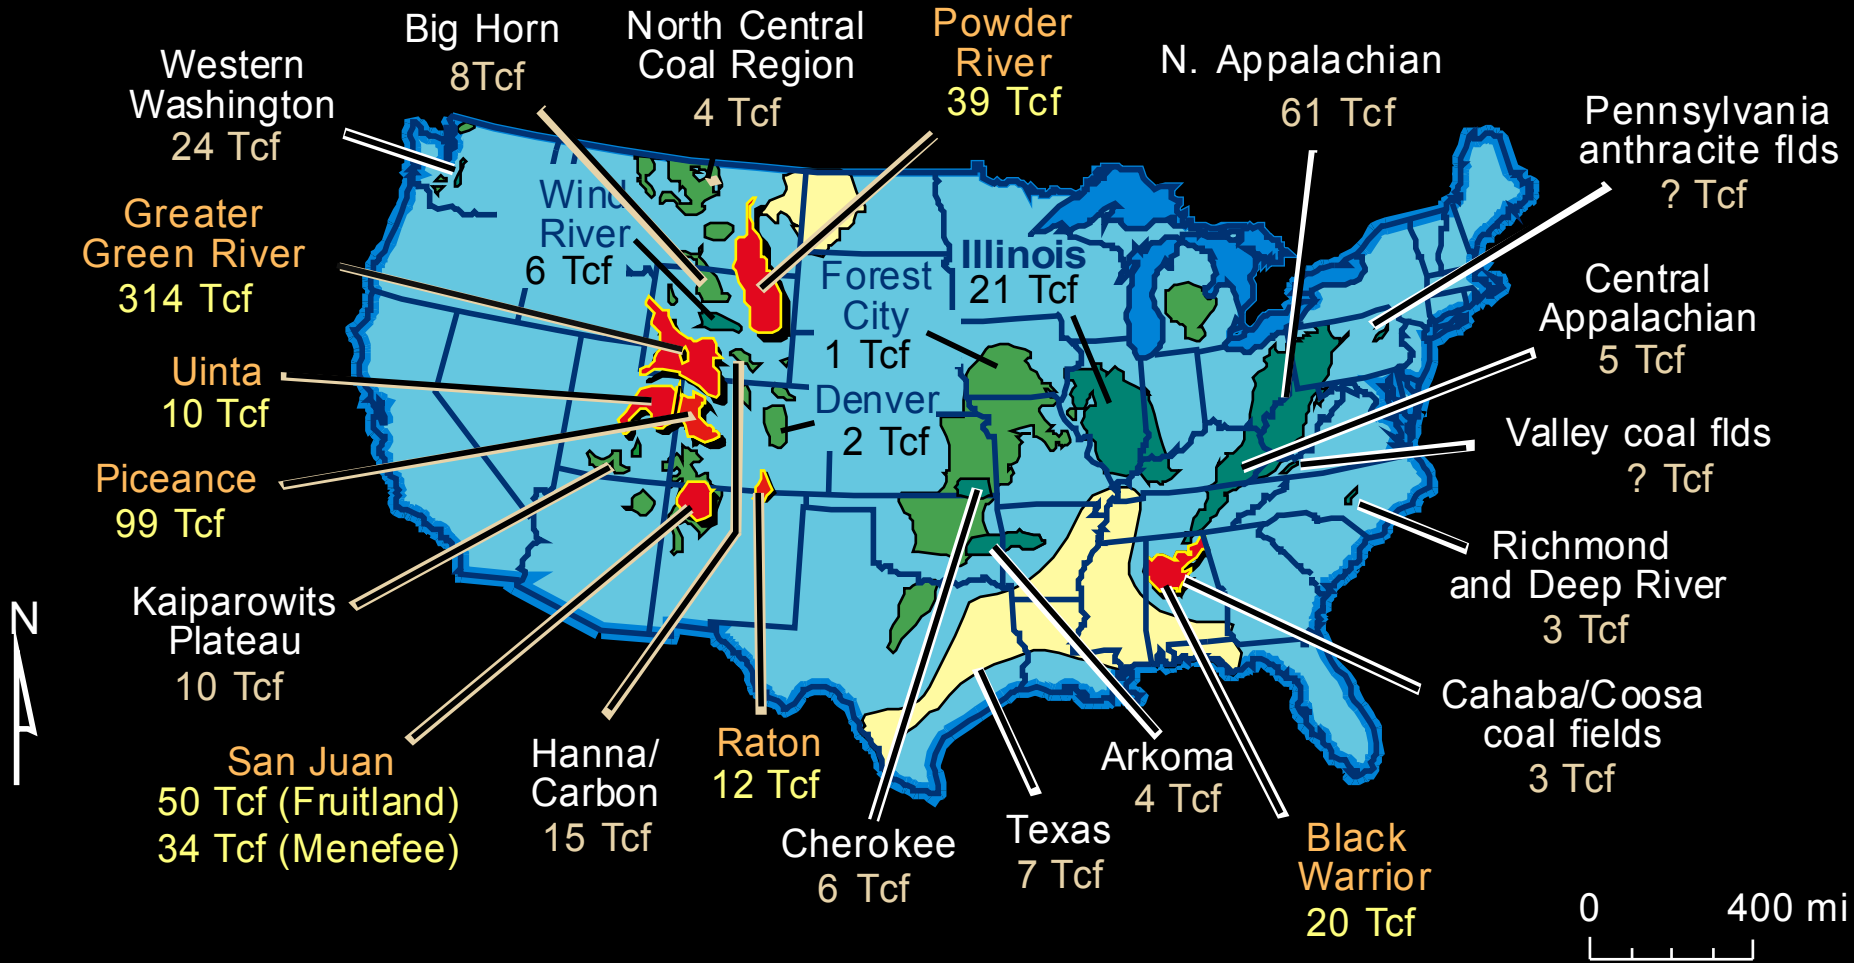 Big Horn
8Tcf
North Central
Coal Region
4 Tcf
Powder
River
39 Tcf
N. Appalachian
61 Tcf
Western
Washington
24 Tcf
Pennsylvania
anthracite flds
? Tcf
Greater
Green River
314 Tcf
Wind
River
6 Tcf
Forest
City
1 Tcf
Illinois
21 Tcf
Central
Appalachian
5 Tcf
Uinta
10 Tcf
Denver
2 Tcf
Valley coal flds
? Tcf
Piceance
99 Tcf
Richmond
and Deep River
3 Tcf
N
Kaiparowits
Plateau
10 Tcf
Cahaba/Coosa
coal fields
3 Tcf
San Juan
50 Tcf (Fruitland)
34 Tcf (Menefee)
Hanna/
Carbon
15 Tcf
Raton
12 Tcf
Cherokee
6 Tcf
Texas
7 Tcf
Arkoma
4 Tcf
Black
Warrior
20 Tcf
0 400 mi